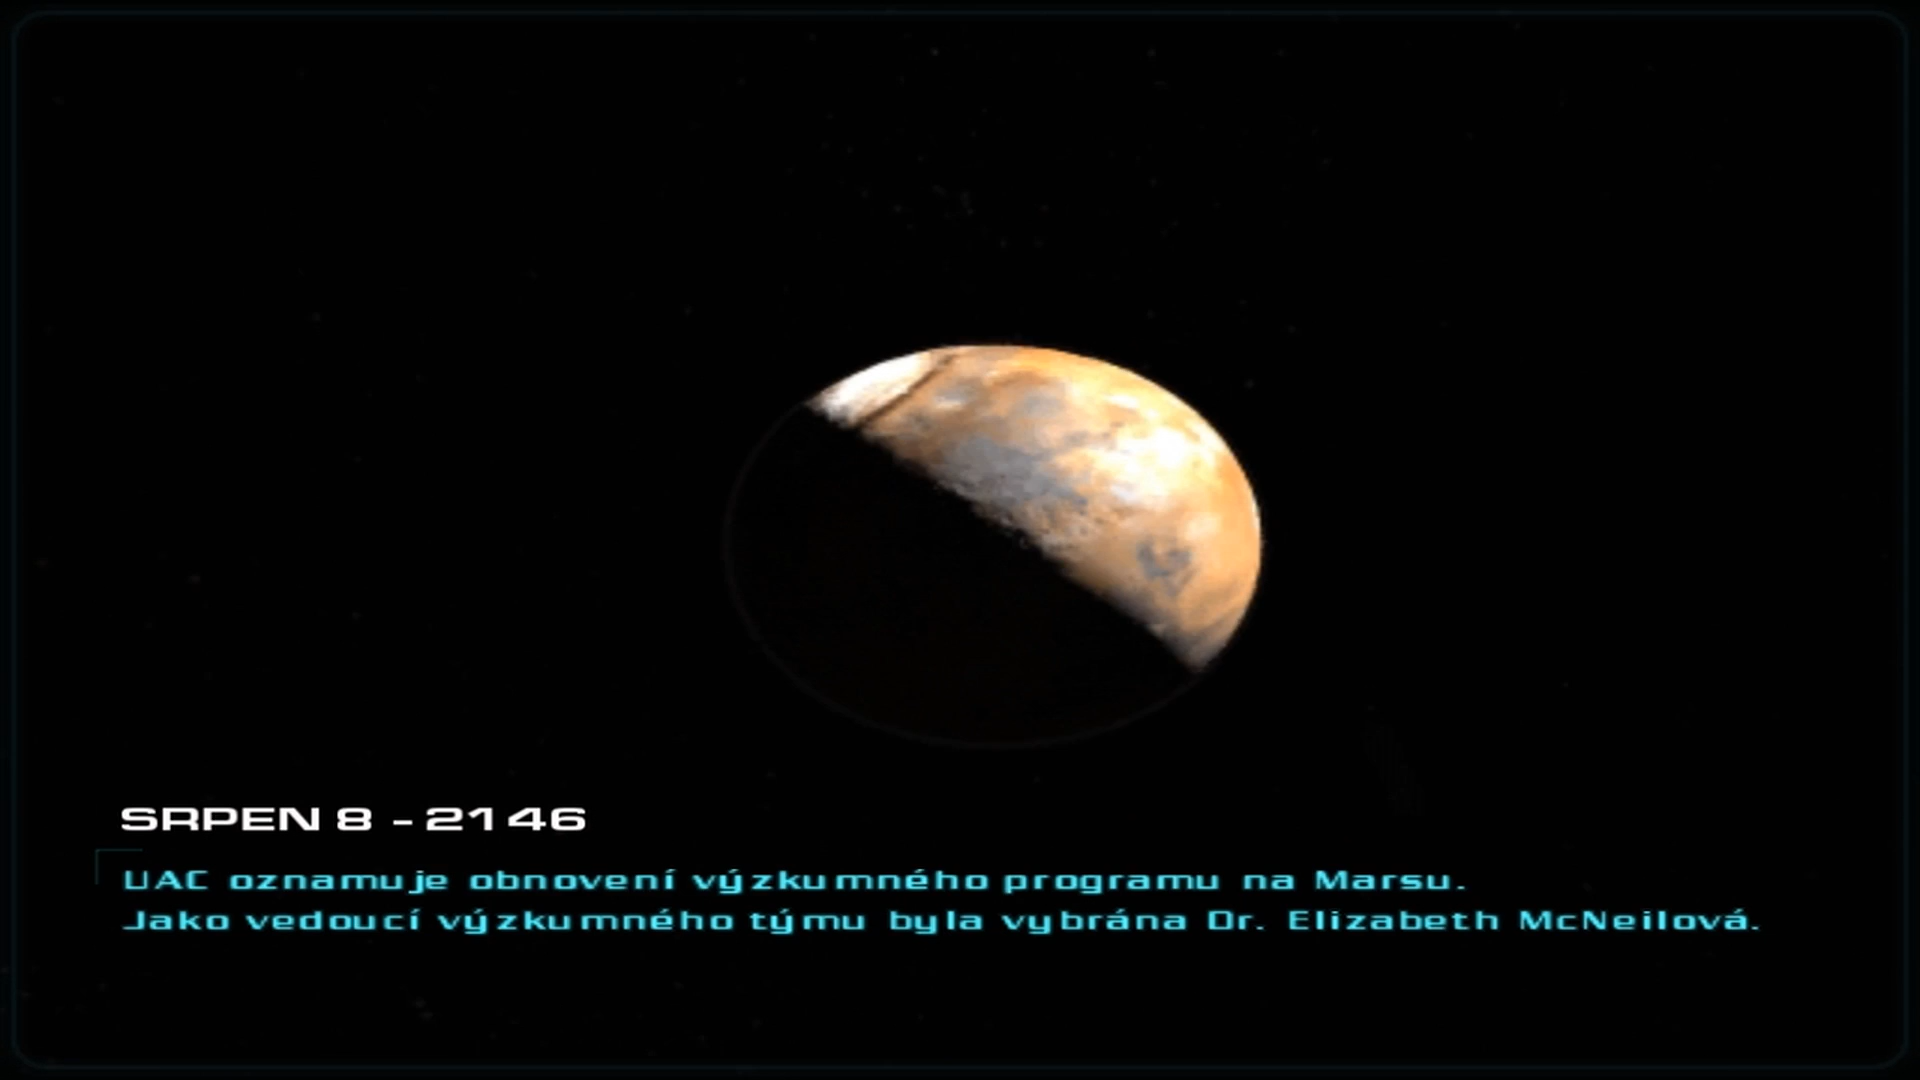 SRPEN 8 - 2146
UAC oznamuje obnovení výzkumného programu na Marsu.
Jako vedoucí výzkumného týmu byla vybrána Dr. Elizabeth McNeilová.